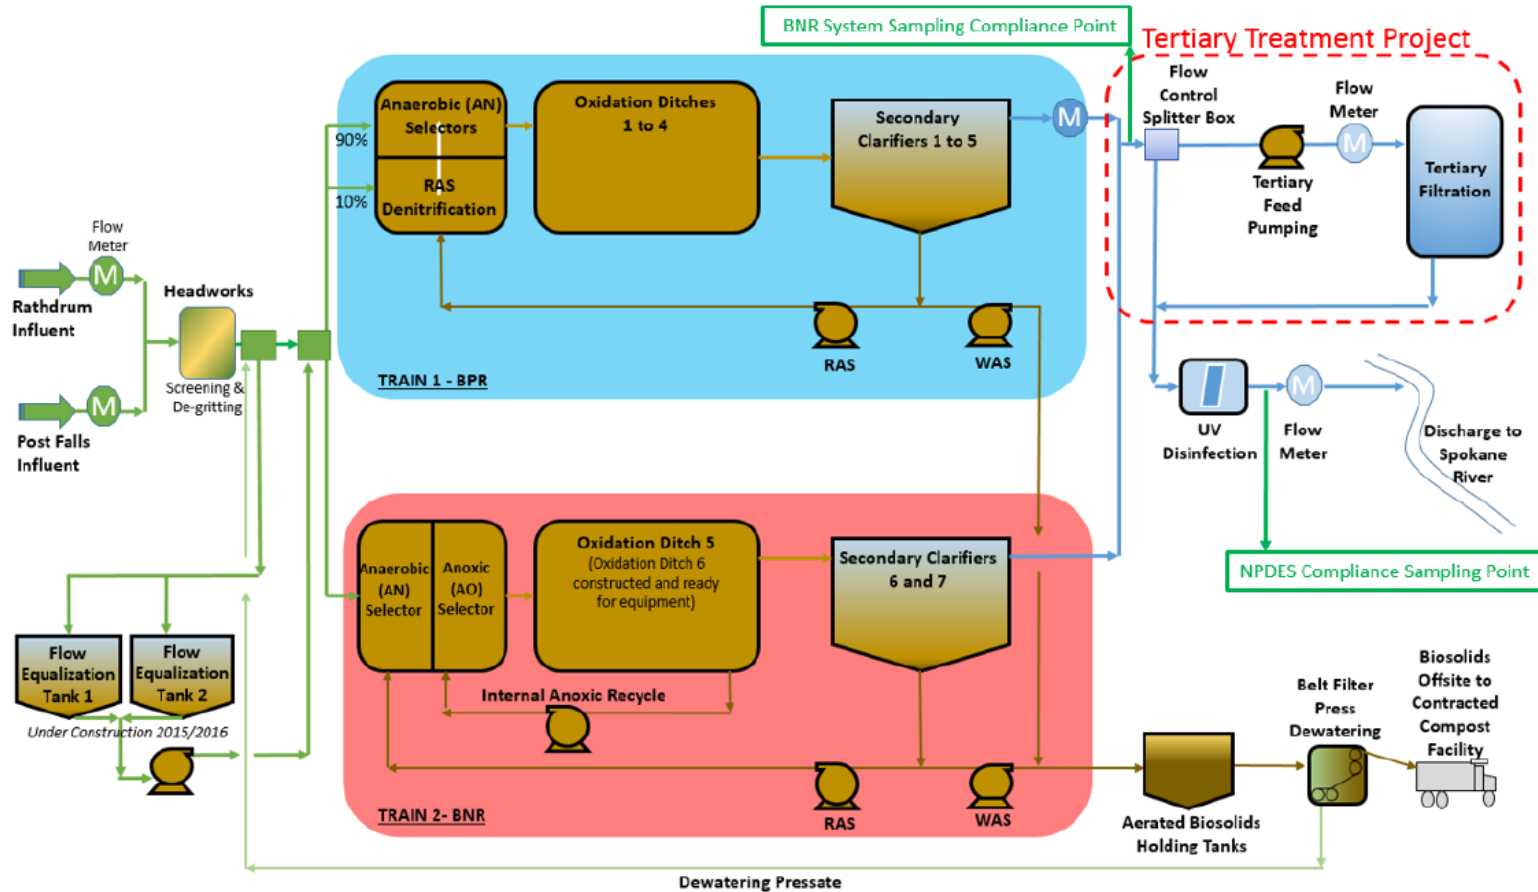 BNR System Sampling Compliance Point
Tertiary Treatment Project
Flow
Control
Splitter Box
Flow
Meter
M
Tertiary
Feed
Pumping
Tertiary
Filtration
Anaerobic (AN)
Selectors
RAS
Denitrification
90%
10%
Oxidation Ditches
1 to 4
Secondary
Clarifiers 1 to 5
M
RAS
WAS
TRAIN 1 - BPR
Flow
Meter
M
Rathdrum
Influent
Headworks
Screening &
De-gritting
M
Post Falls
Influent
UV
Disinfection
M
Flow
Meter
Discharge to
Spokane
River
NPDES Compliance Sampling Point
Anaerobic
(AN)
Selector
Anoxic
(AO)
Selector
Oxidation Ditch 5
(Oxidation Ditch 6
constructed and ready
for equipment)
Secondary Clarifiers
6 and 7
Internal Anoxic Recycle
RAS
WAS
TRAIN 2- BNR
Flow
Equalization
Tank 1
Flow
Equalization
Tank 2
Under Construction 2015/2016
Aerated Biosolids
Holding Tanks
Belt Filter
Press
Dewatering
Biosolids
Offsite to
Contracted
Compost
Facility
Dewatering Pressate